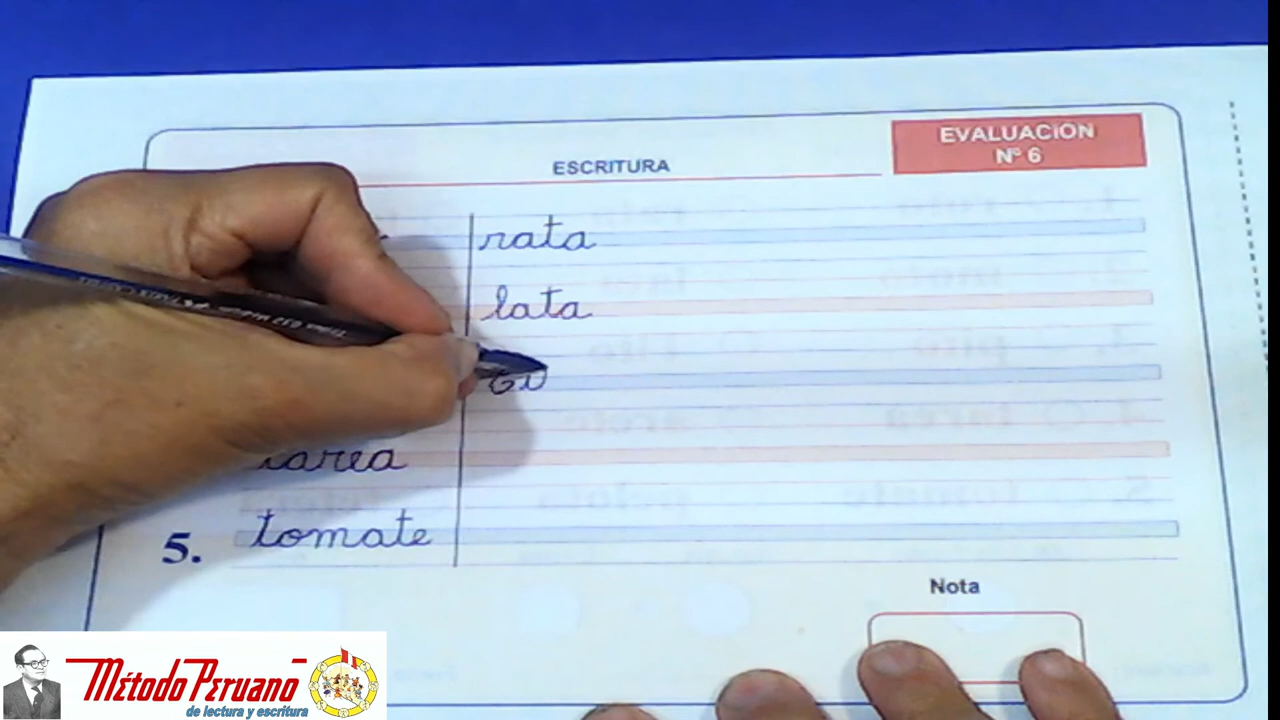 EVALUACIÓN
Nº 6
ESCRITURA
rata
lata
tarea
5. tomate
Nota
Método Peruano
de lectura y escritura